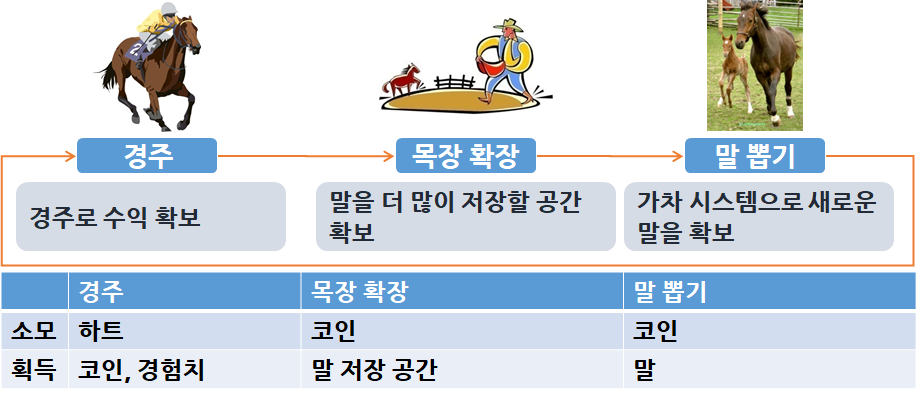 경주
목장 확장
말 뽑기
경주로 수익 확보
말을 더 많이 저장할 공간
확보
가차 시스템으로 새로운
말을 확보
경주 목장 확장 말 뽑기
소모 하트 코인 코인
획득 코인, 경험치 말 저장 공간 말